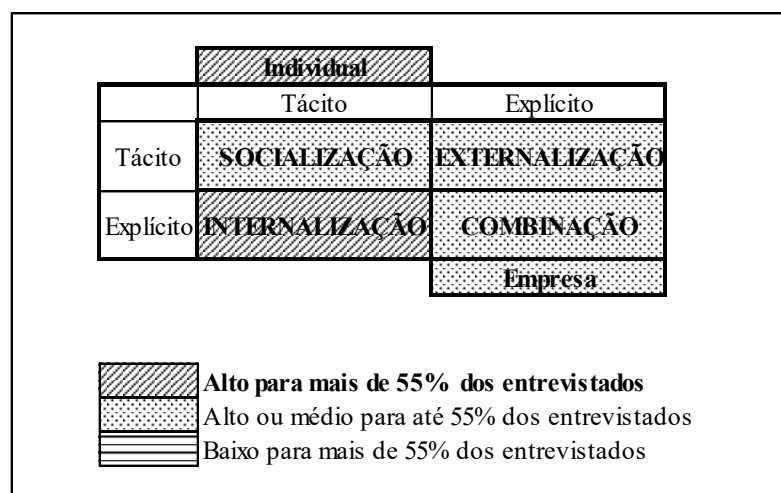 Individual
Tácito Explícito
Tácito SOCIALIZAÇÃO EXTERNALIZAÇÃO
Explícito INTERNALIZAÇÃO COMBINAÇÃO
Empresa
Alto para mais de 55% dos entrevistados
Alto ou médio para até 55% dos entrevistados
Baixo para mais de 55% dos entrevistados